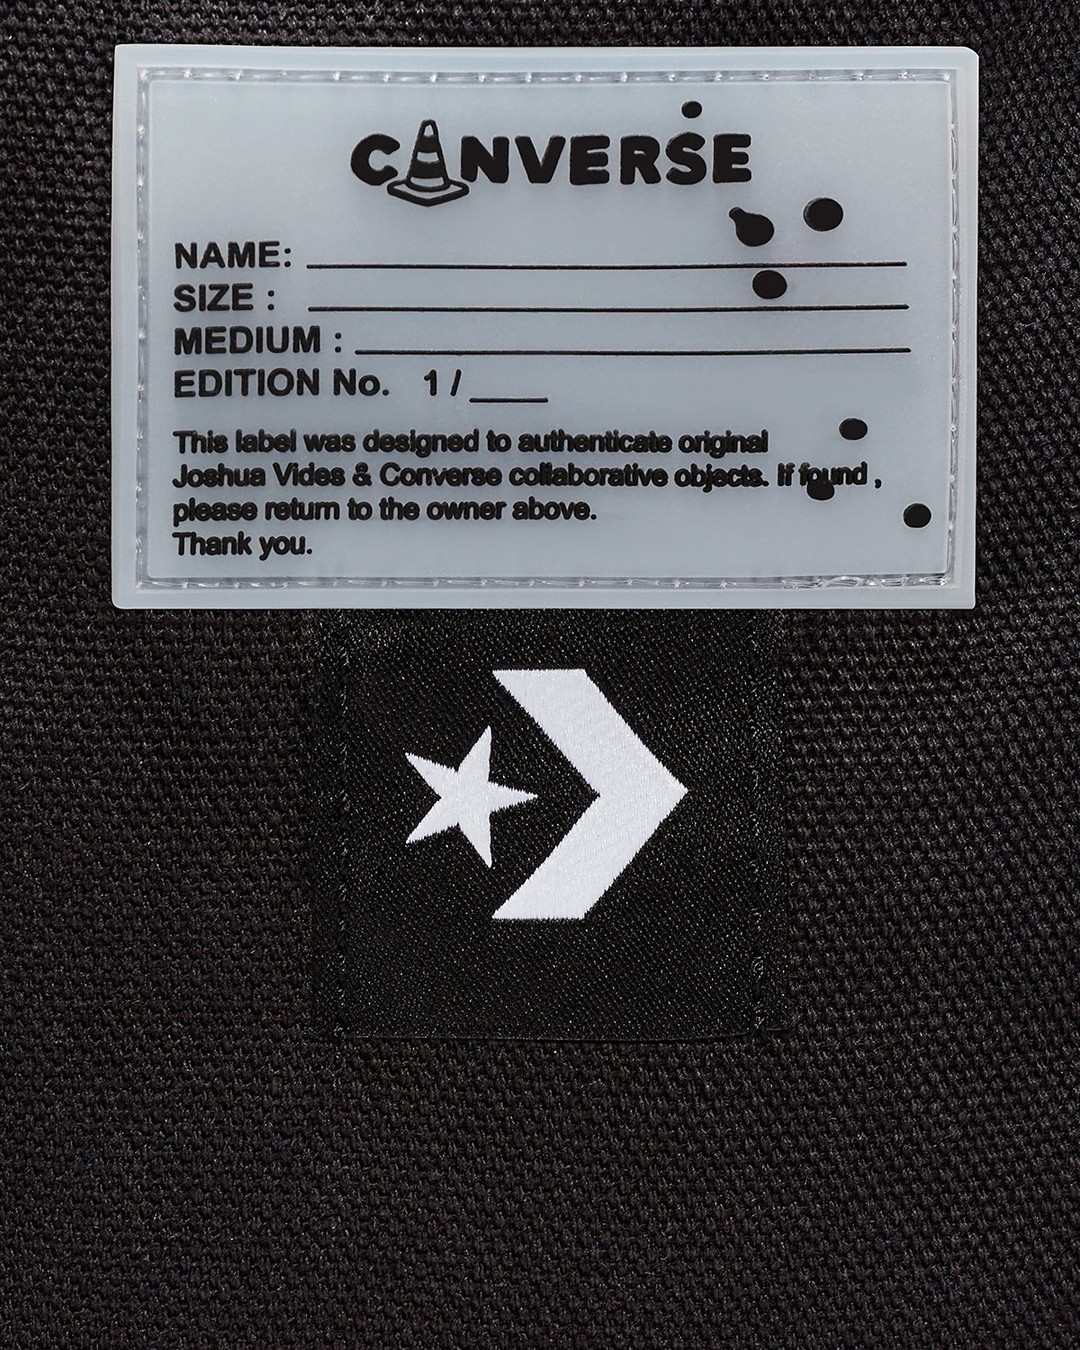 CONVERSE
NAME:
SIZE :
MEDIUM :
EDITION No. 1/
This label was designed to authenticate original
Joshua Vides & Converse collaborative objects. If found ,
please return to the owner above.
Thank you.